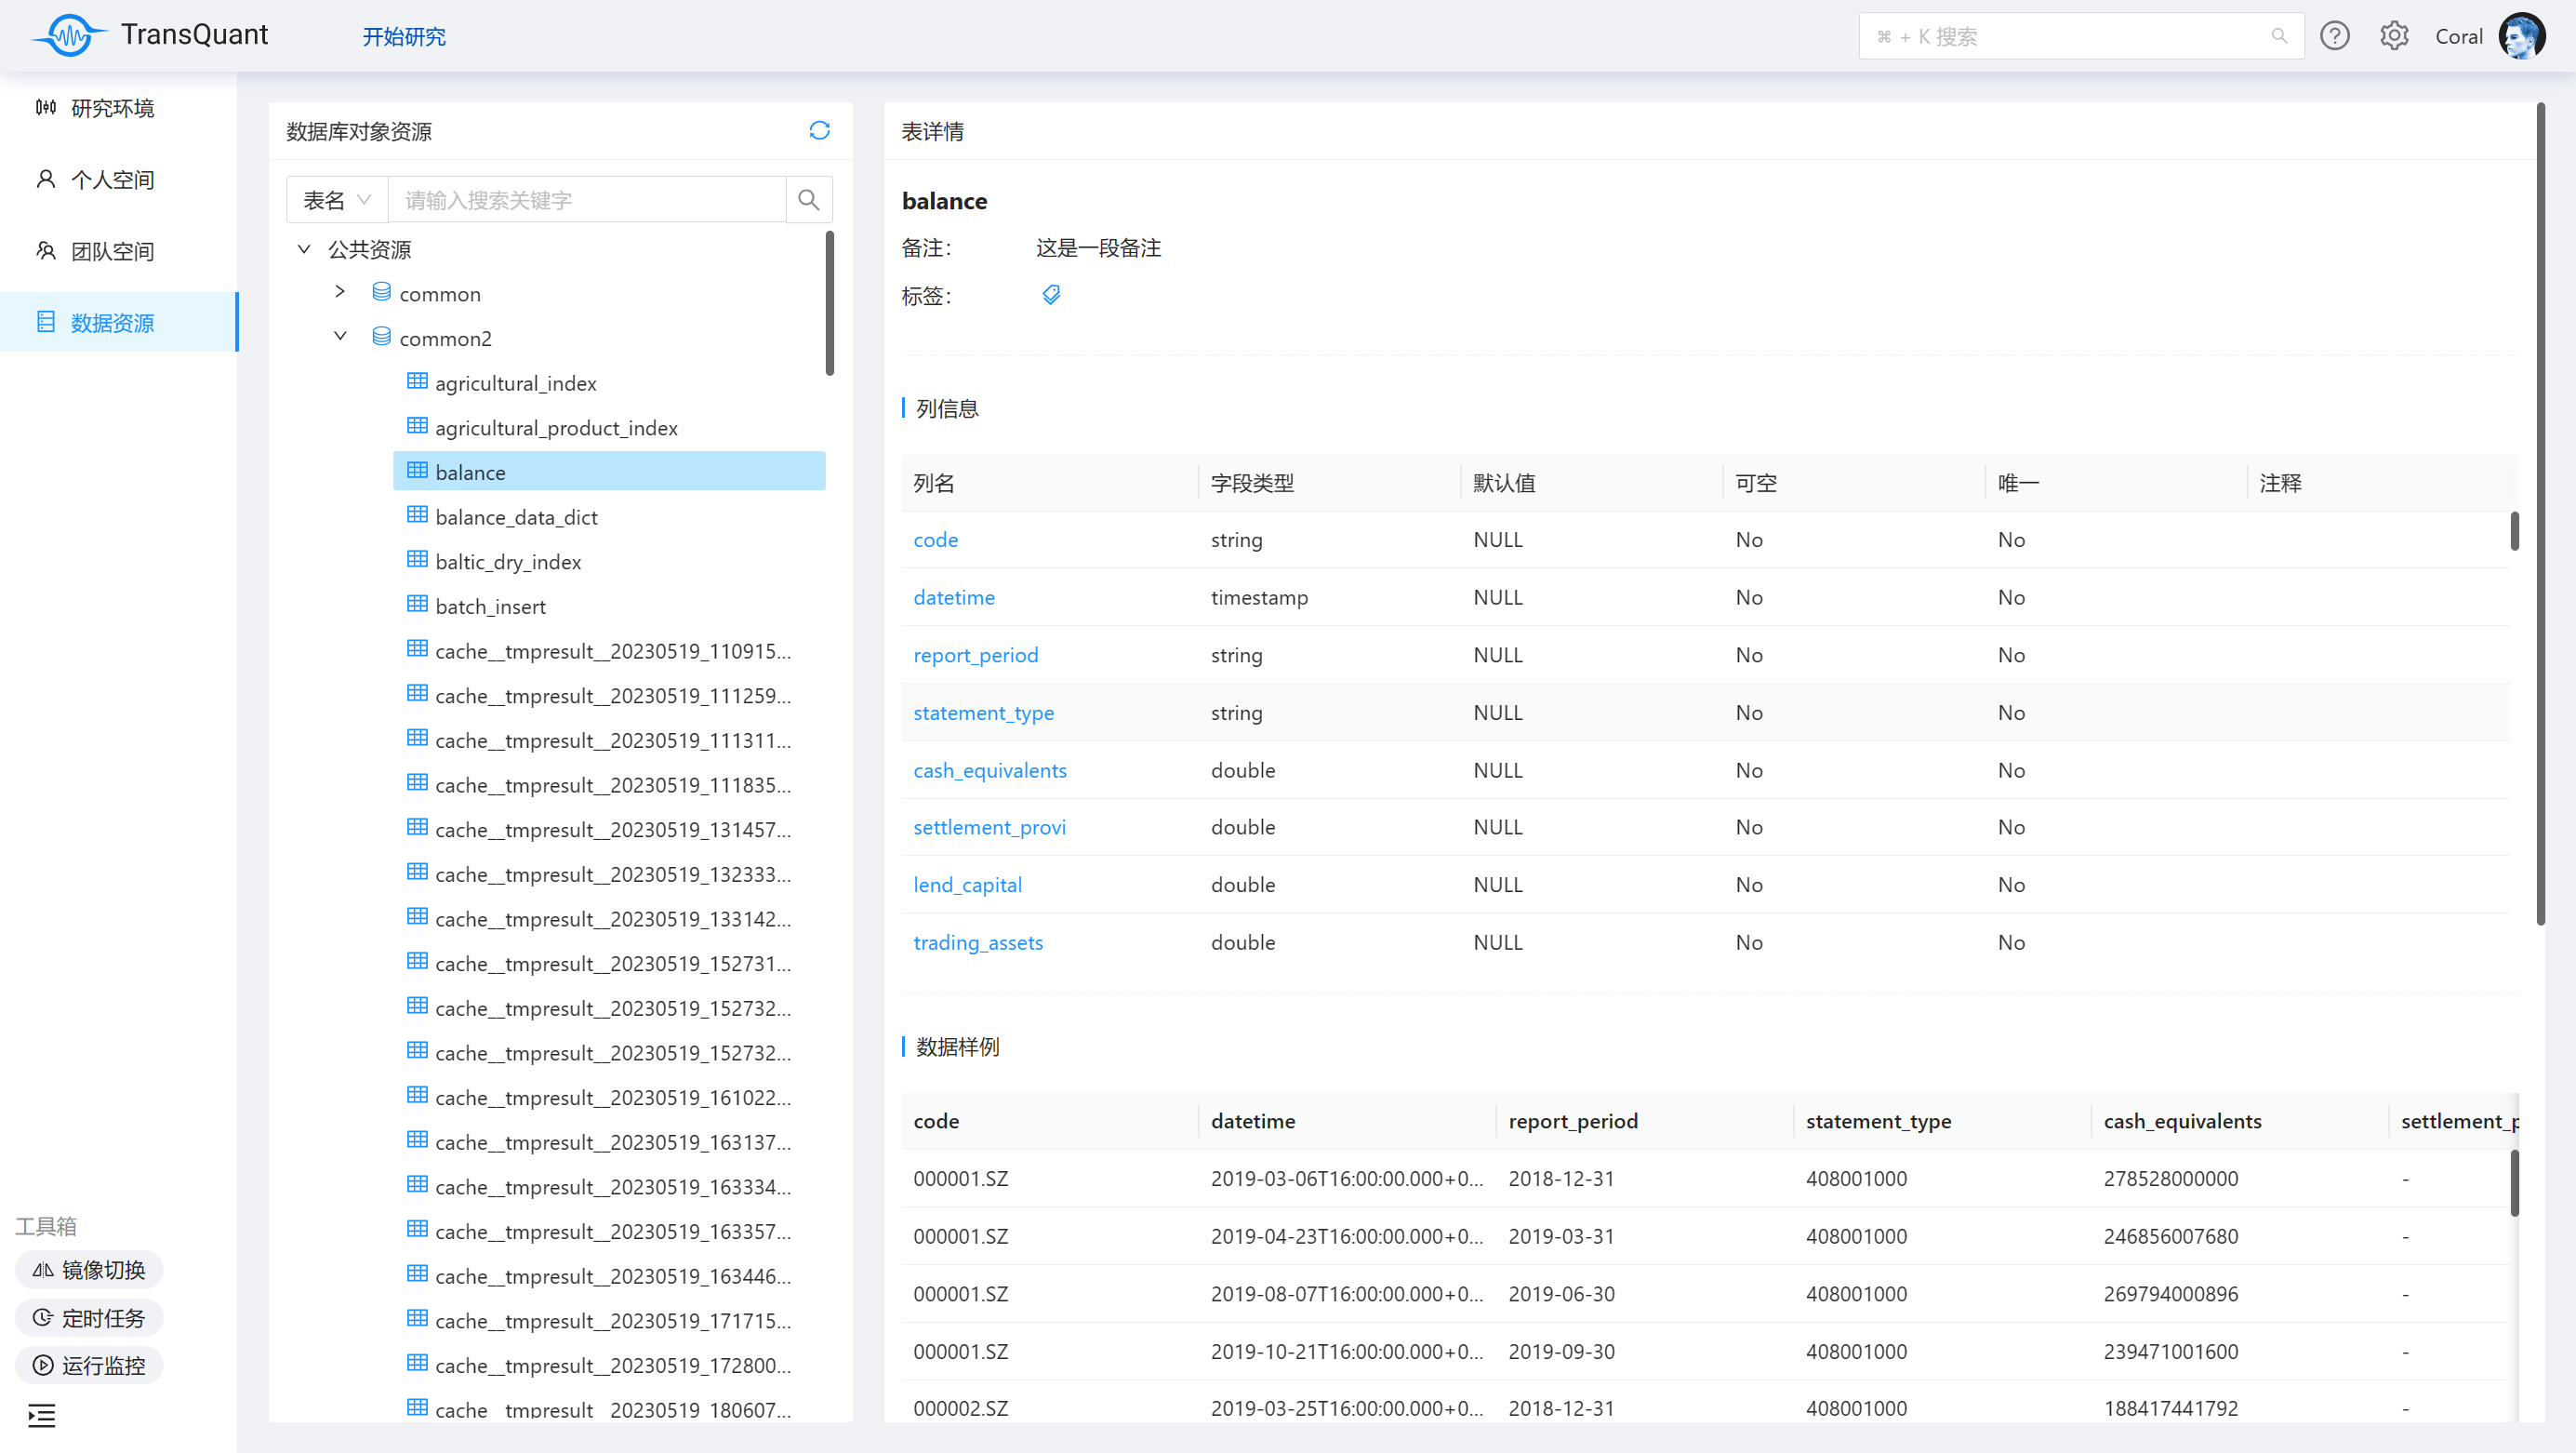 TransQuant
开始研究
⌘ + K 搜索
Coral
研究环境
个人空间
团队空间
数据资源
工具箱
镜像切换
定时任务
运行监控
数据库对象资源
表名 请输入搜索关键字
公共资源
common
common2
agricultural_index
agricultural_product_index
balance
balance_data_dict
baltic_dry_index
batch_insert
cache__tmpresult__20230519_110915...
cache__tmpresult__20230519_111259...
cache__tmpresult__20230519_111311...
cache__tmpresult__20230519_111835...
cache__tmpresult__20230519_131457...
cache__tmpresult__20230519_132333...
cache__tmpresult__20230519_133142...
cache__tmpresult__20230519_152731...
cache__tmpresult__20230519_152732...
cache__tmpresult__20230519_152732...
cache__tmpresult__20230519_161022...
cache__tmpresult__20230519_163137...
cache__tmpresult__20230519_163334...
cache__tmpresult__20230519_163357...
cache__tmpresult__20230519_163446...
cache__tmpresult__20230519_171715...
cache__tmpresult__20230519_172800...
cache__tmpresult__20230519_180607...
表详情
balance
备注： 这是一段备注
标签：
列信息
列名 字段类型 默认值 可空 唯一 注释
code string NULL No No
datetime timestamp NULL No No
report_period string NULL No No
statement_type string NULL No No
cash_equivalents double NULL No No
settlement_provi double NULL No No
lend_capital double NULL No No
trading_assets double NULL No No
数据样例
code datetime report_period statement_type cash_equivalents settlement_p
000001.SZ 2019-03-06T16:00:00.000+0... 2018-12-31 408001000 278528000000 -
000001.SZ 2019-04-23T16:00:00.000+0... 2019-03-31 408001000 246856007680 -
000001.SZ 2019-08-07T16:00:00.000+0... 2019-06-30 408001000 269794000896 -
000001.SZ 2019-10-21T16:00:00.000+0... 2019-09-30 408001000 239471001600 -
000002.SZ 2019-03-25T16:00:00.000+0... 2018-12-31 408001000 188417441792 -